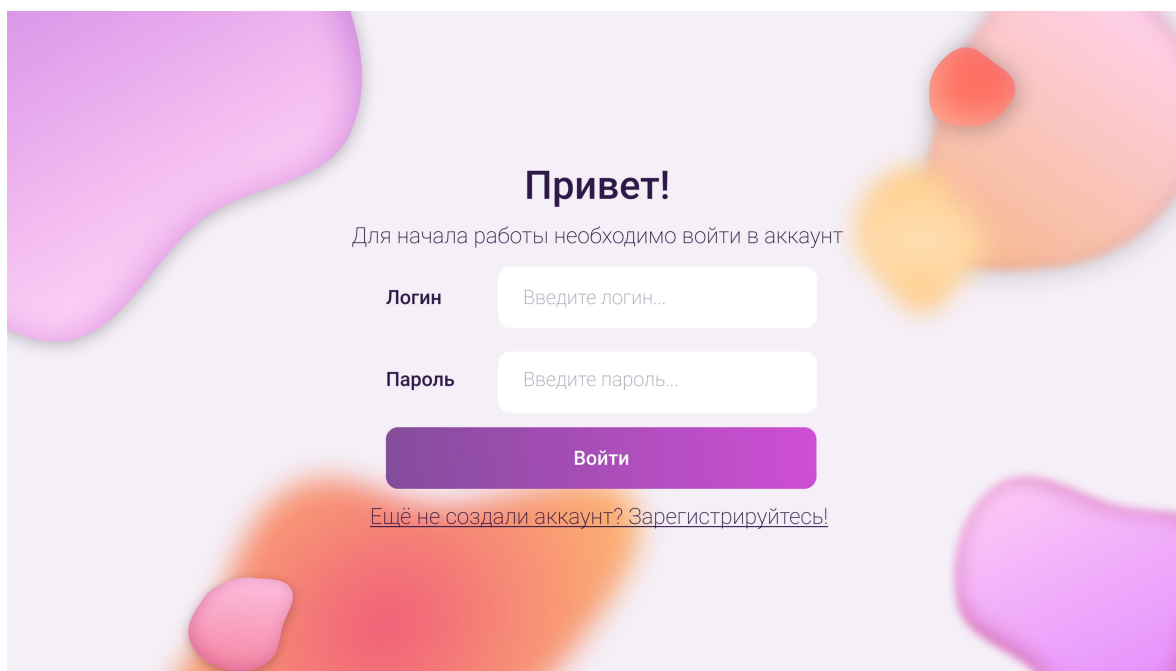 Привет!
Для начала работы необходимо войти в аккаунт
Логин
Введите логин...
Пароль
Введите пароль...
Войти
Ещё не создали аккаунт? Зарегистрируйтесь!